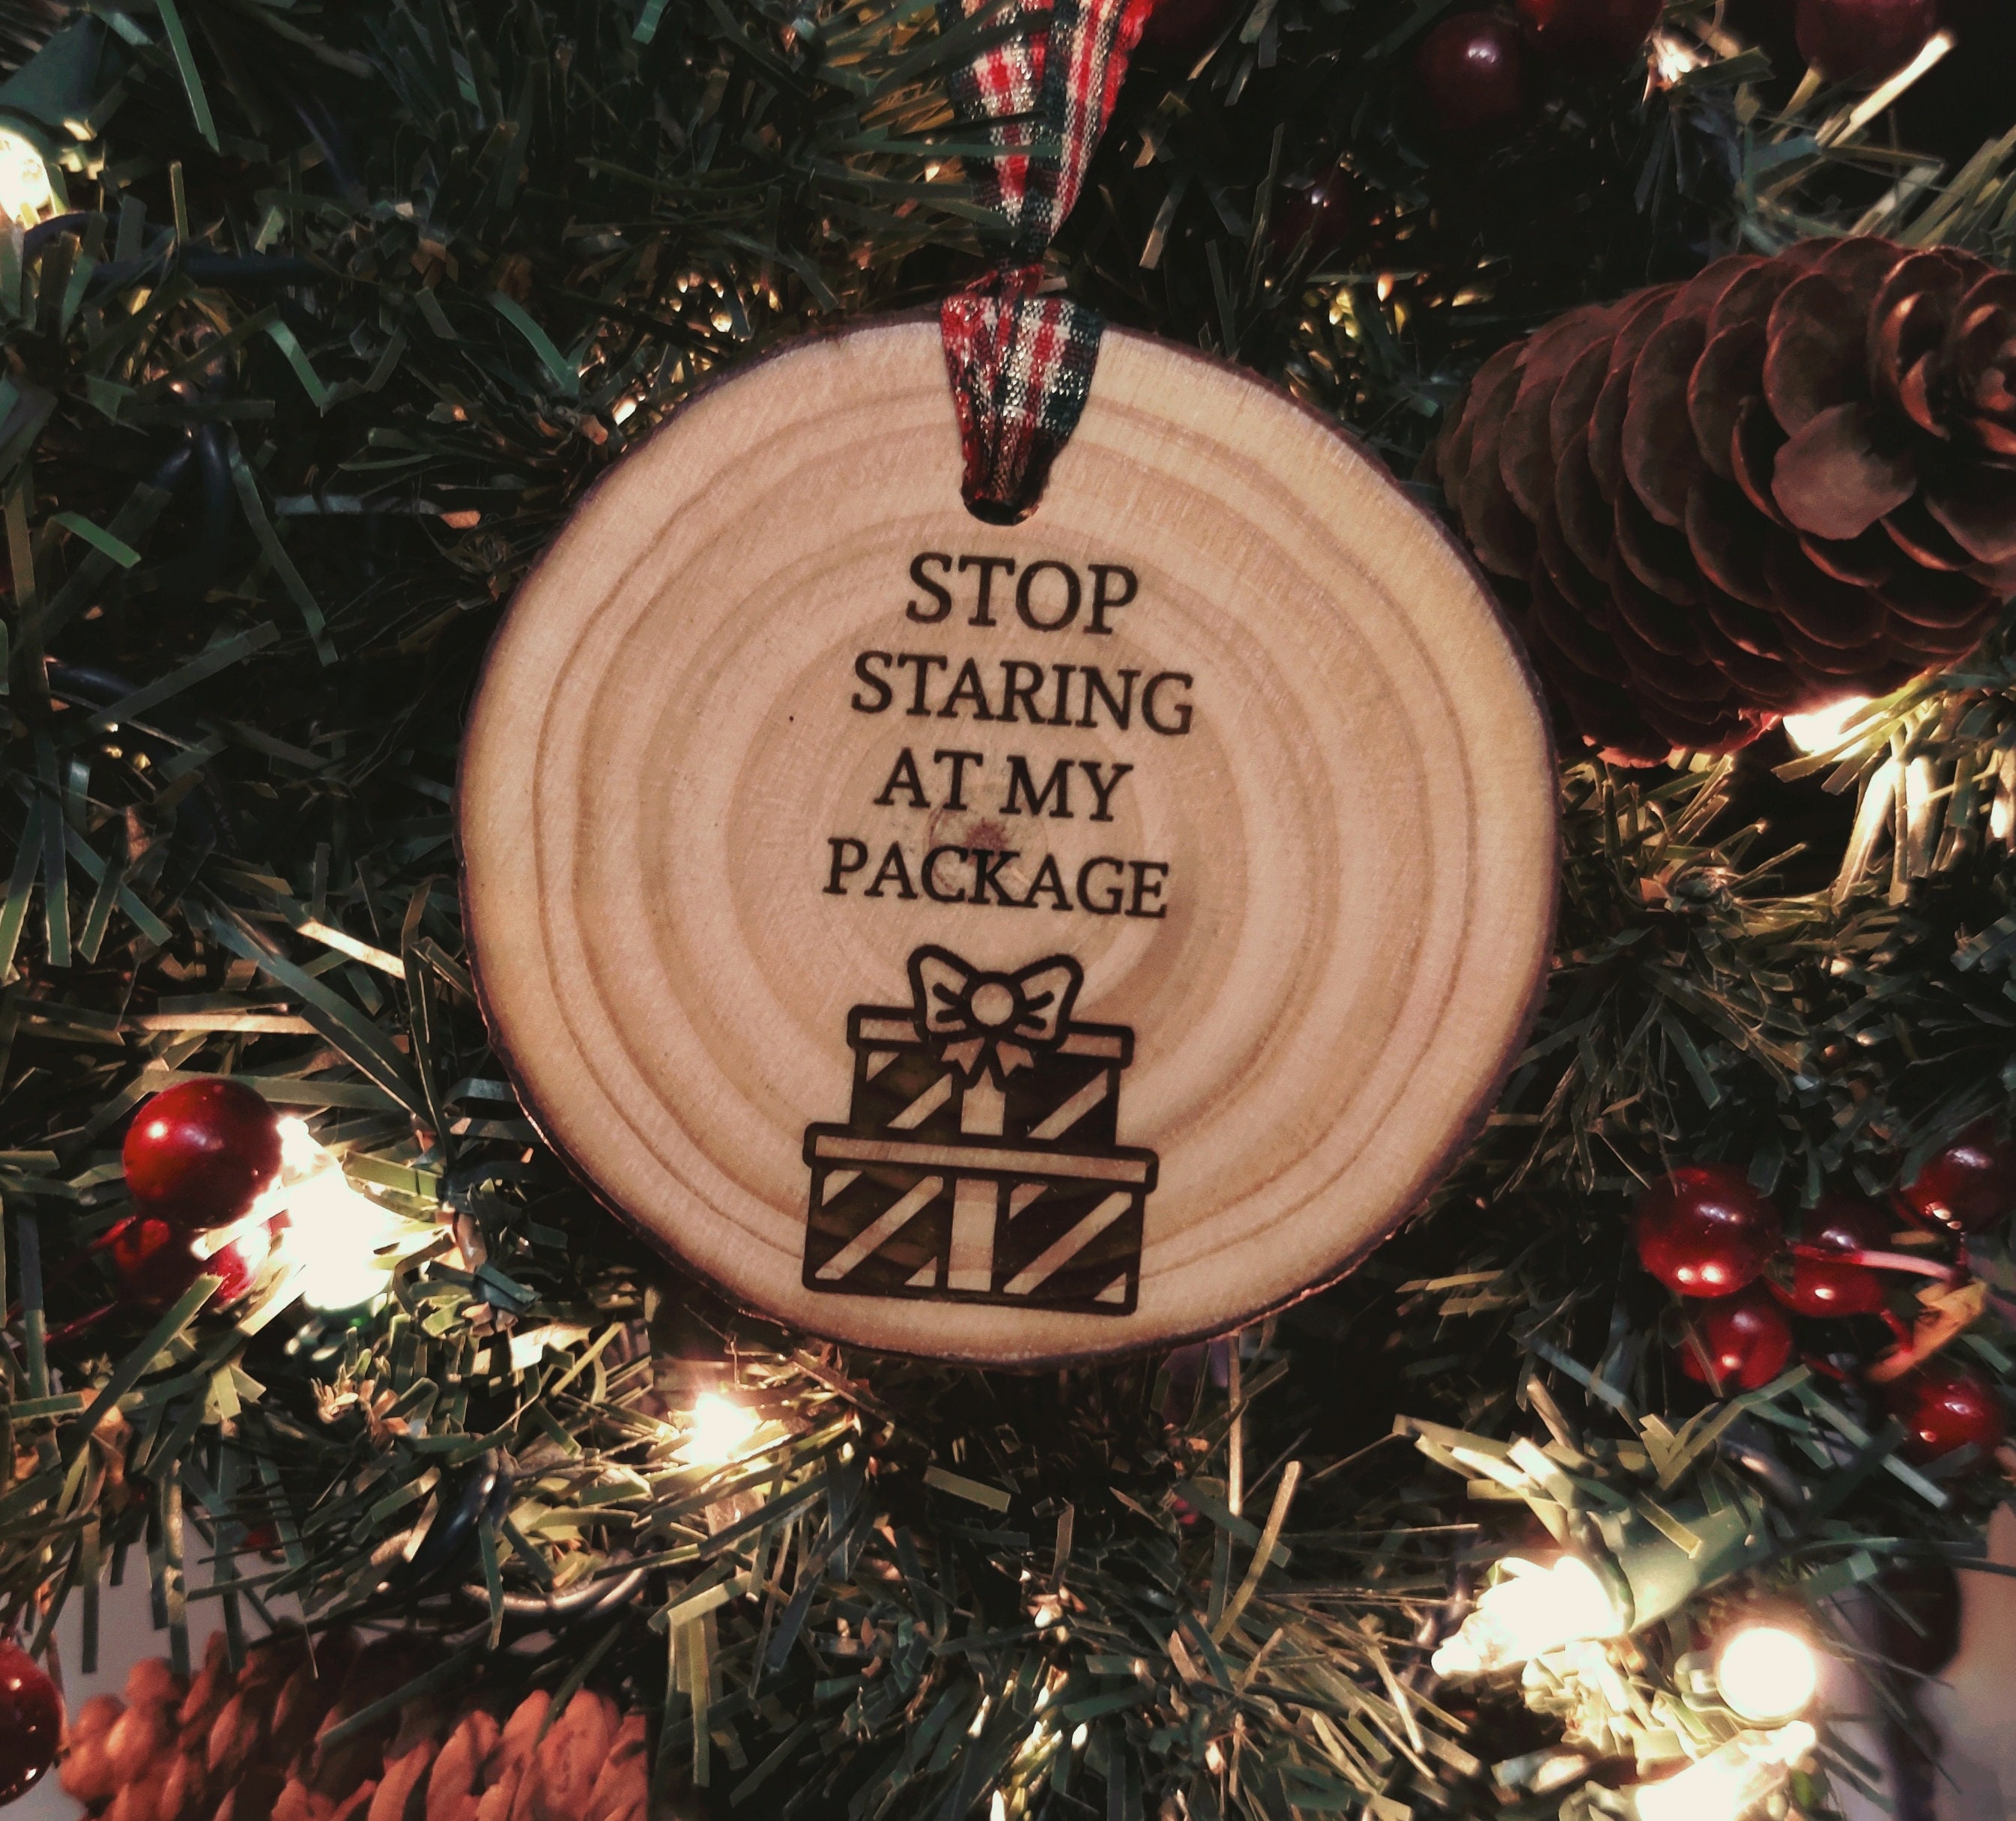 STOP
STARING
AT MY
PACKAGE